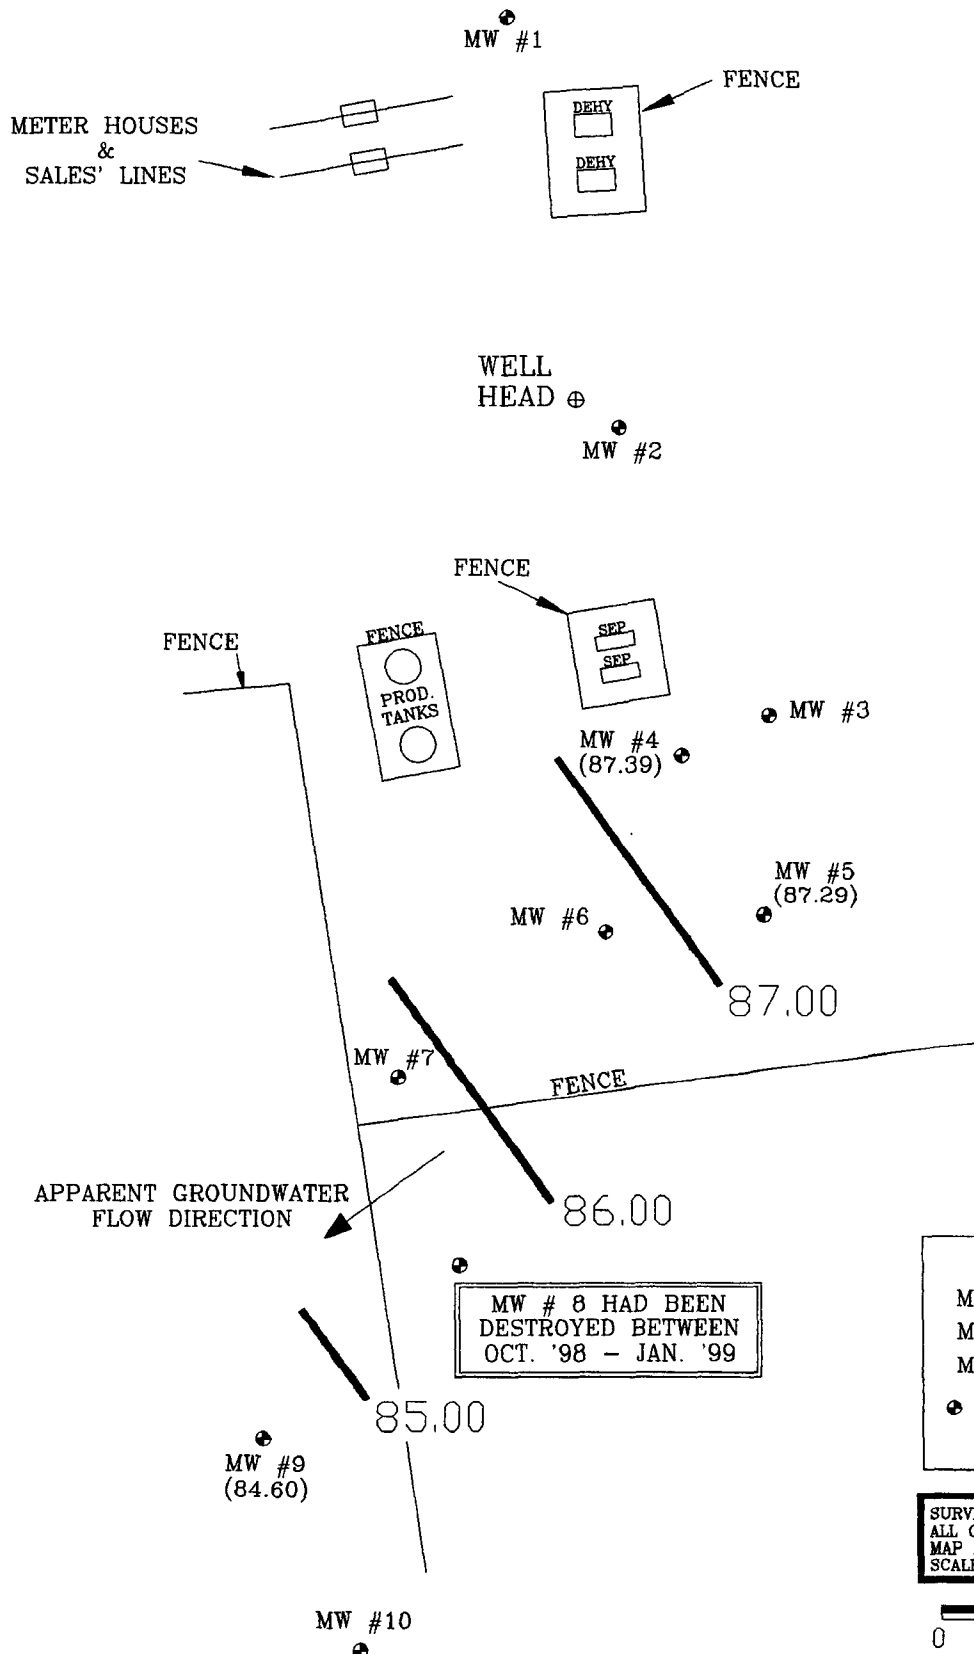 MW #1
FENCE
METER HOUSES
&
SALES' LINES
DEHY
DEHY
WELL
HEAD
MW #2
FENCE
FENCE
FENCE
PROD.
TANKS
SEP
SEP
MW #3
MW #4
(87.39)
MW #5
(87.29)
MW #6
87.00
MW #7
FENCE
APPARENT GROUNDWATER
FLOW DIRECTION
86.00
MW # 8 HAD BEEN
DESTROYED BETWEEN
OCT. '98 - JAN. '99
85.00
MW #9
(84.60)
MW #10
M
M
M
ALL
MAP
0